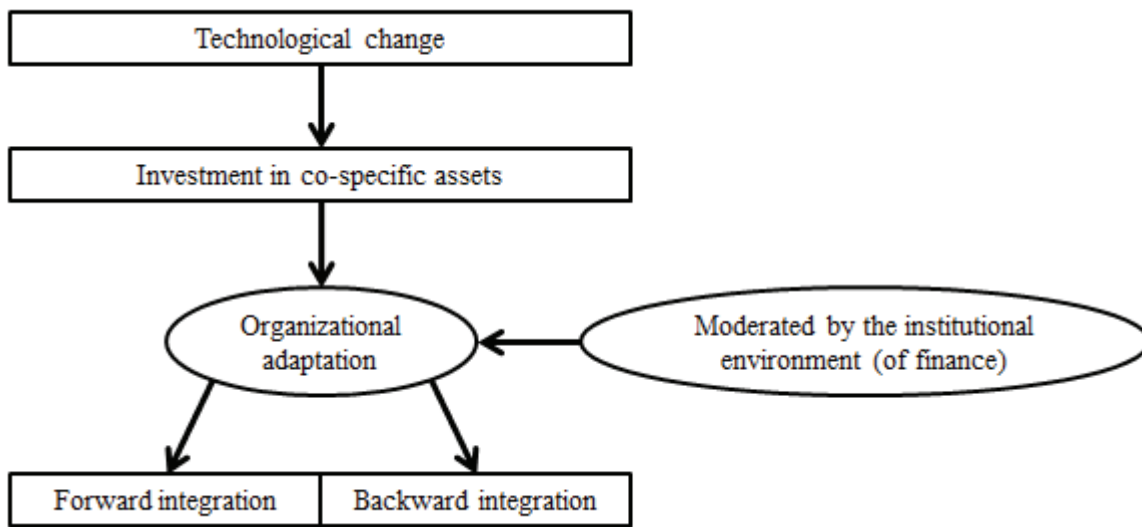 Technological change
Investment in co-specific assets
Organizational
adaptation
Moderated by the institutional
environment (of finance)
Forward integration
Backward integration